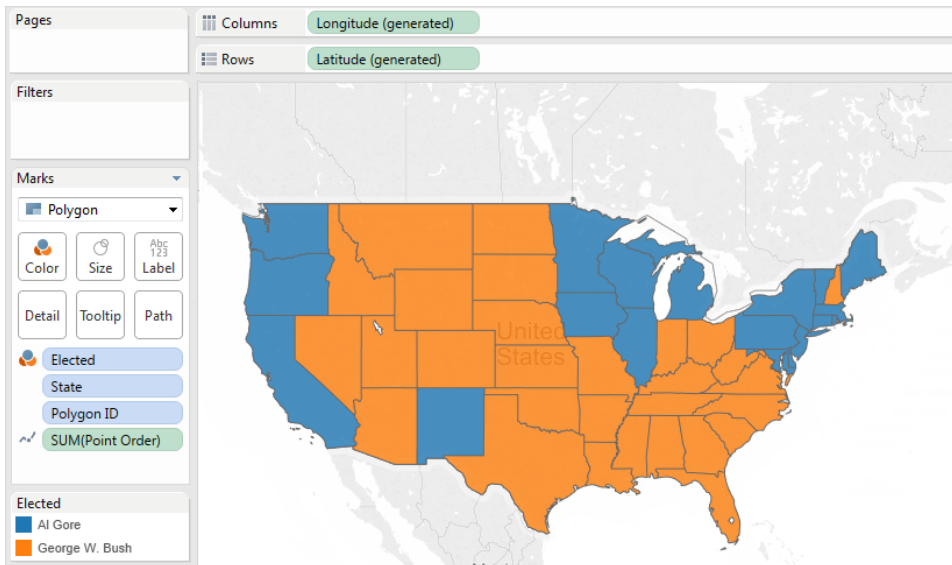 Pages
Columns
Longitude (generated)
Rows
Latitude (generated)
Filters
Marks
Polygon
Color
Size
Abc
123
Label
Detail
Tooltip
Path
Elected
State
Polygon ID
SUM(Point Order)
Elected
Al Gore
George W. Bush
United
States